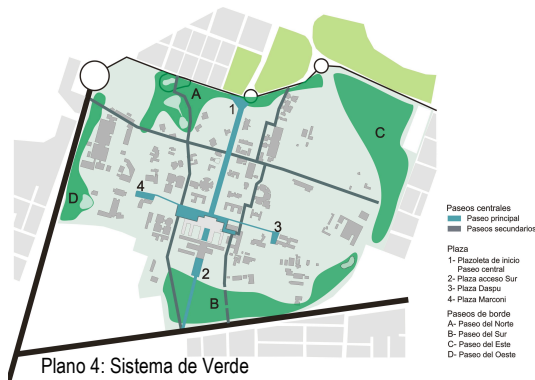 A
1
C
4
D
3
2
B
Plano 4: Sistema de Verde
Paseos centrales
Paseo principal
Paseos secundarios
Plaza
1- Plazoleta de inicio
Paseo central
2- Plaza acceso Sur
3- Plaza Daspu
4- Plaza Marconi
Paseos de borde
A- Paseo del Norte
B- Paseo del Sur
C- Paseo del Este
D- Paseo del Oeste